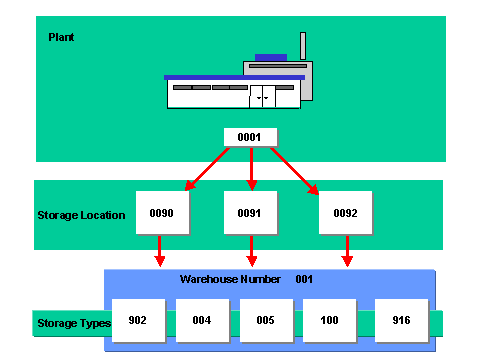 Plant
0001
Storage Location 0090 0091 0092
Warehouse Number 001
Storage Types 902 004 005 100 916